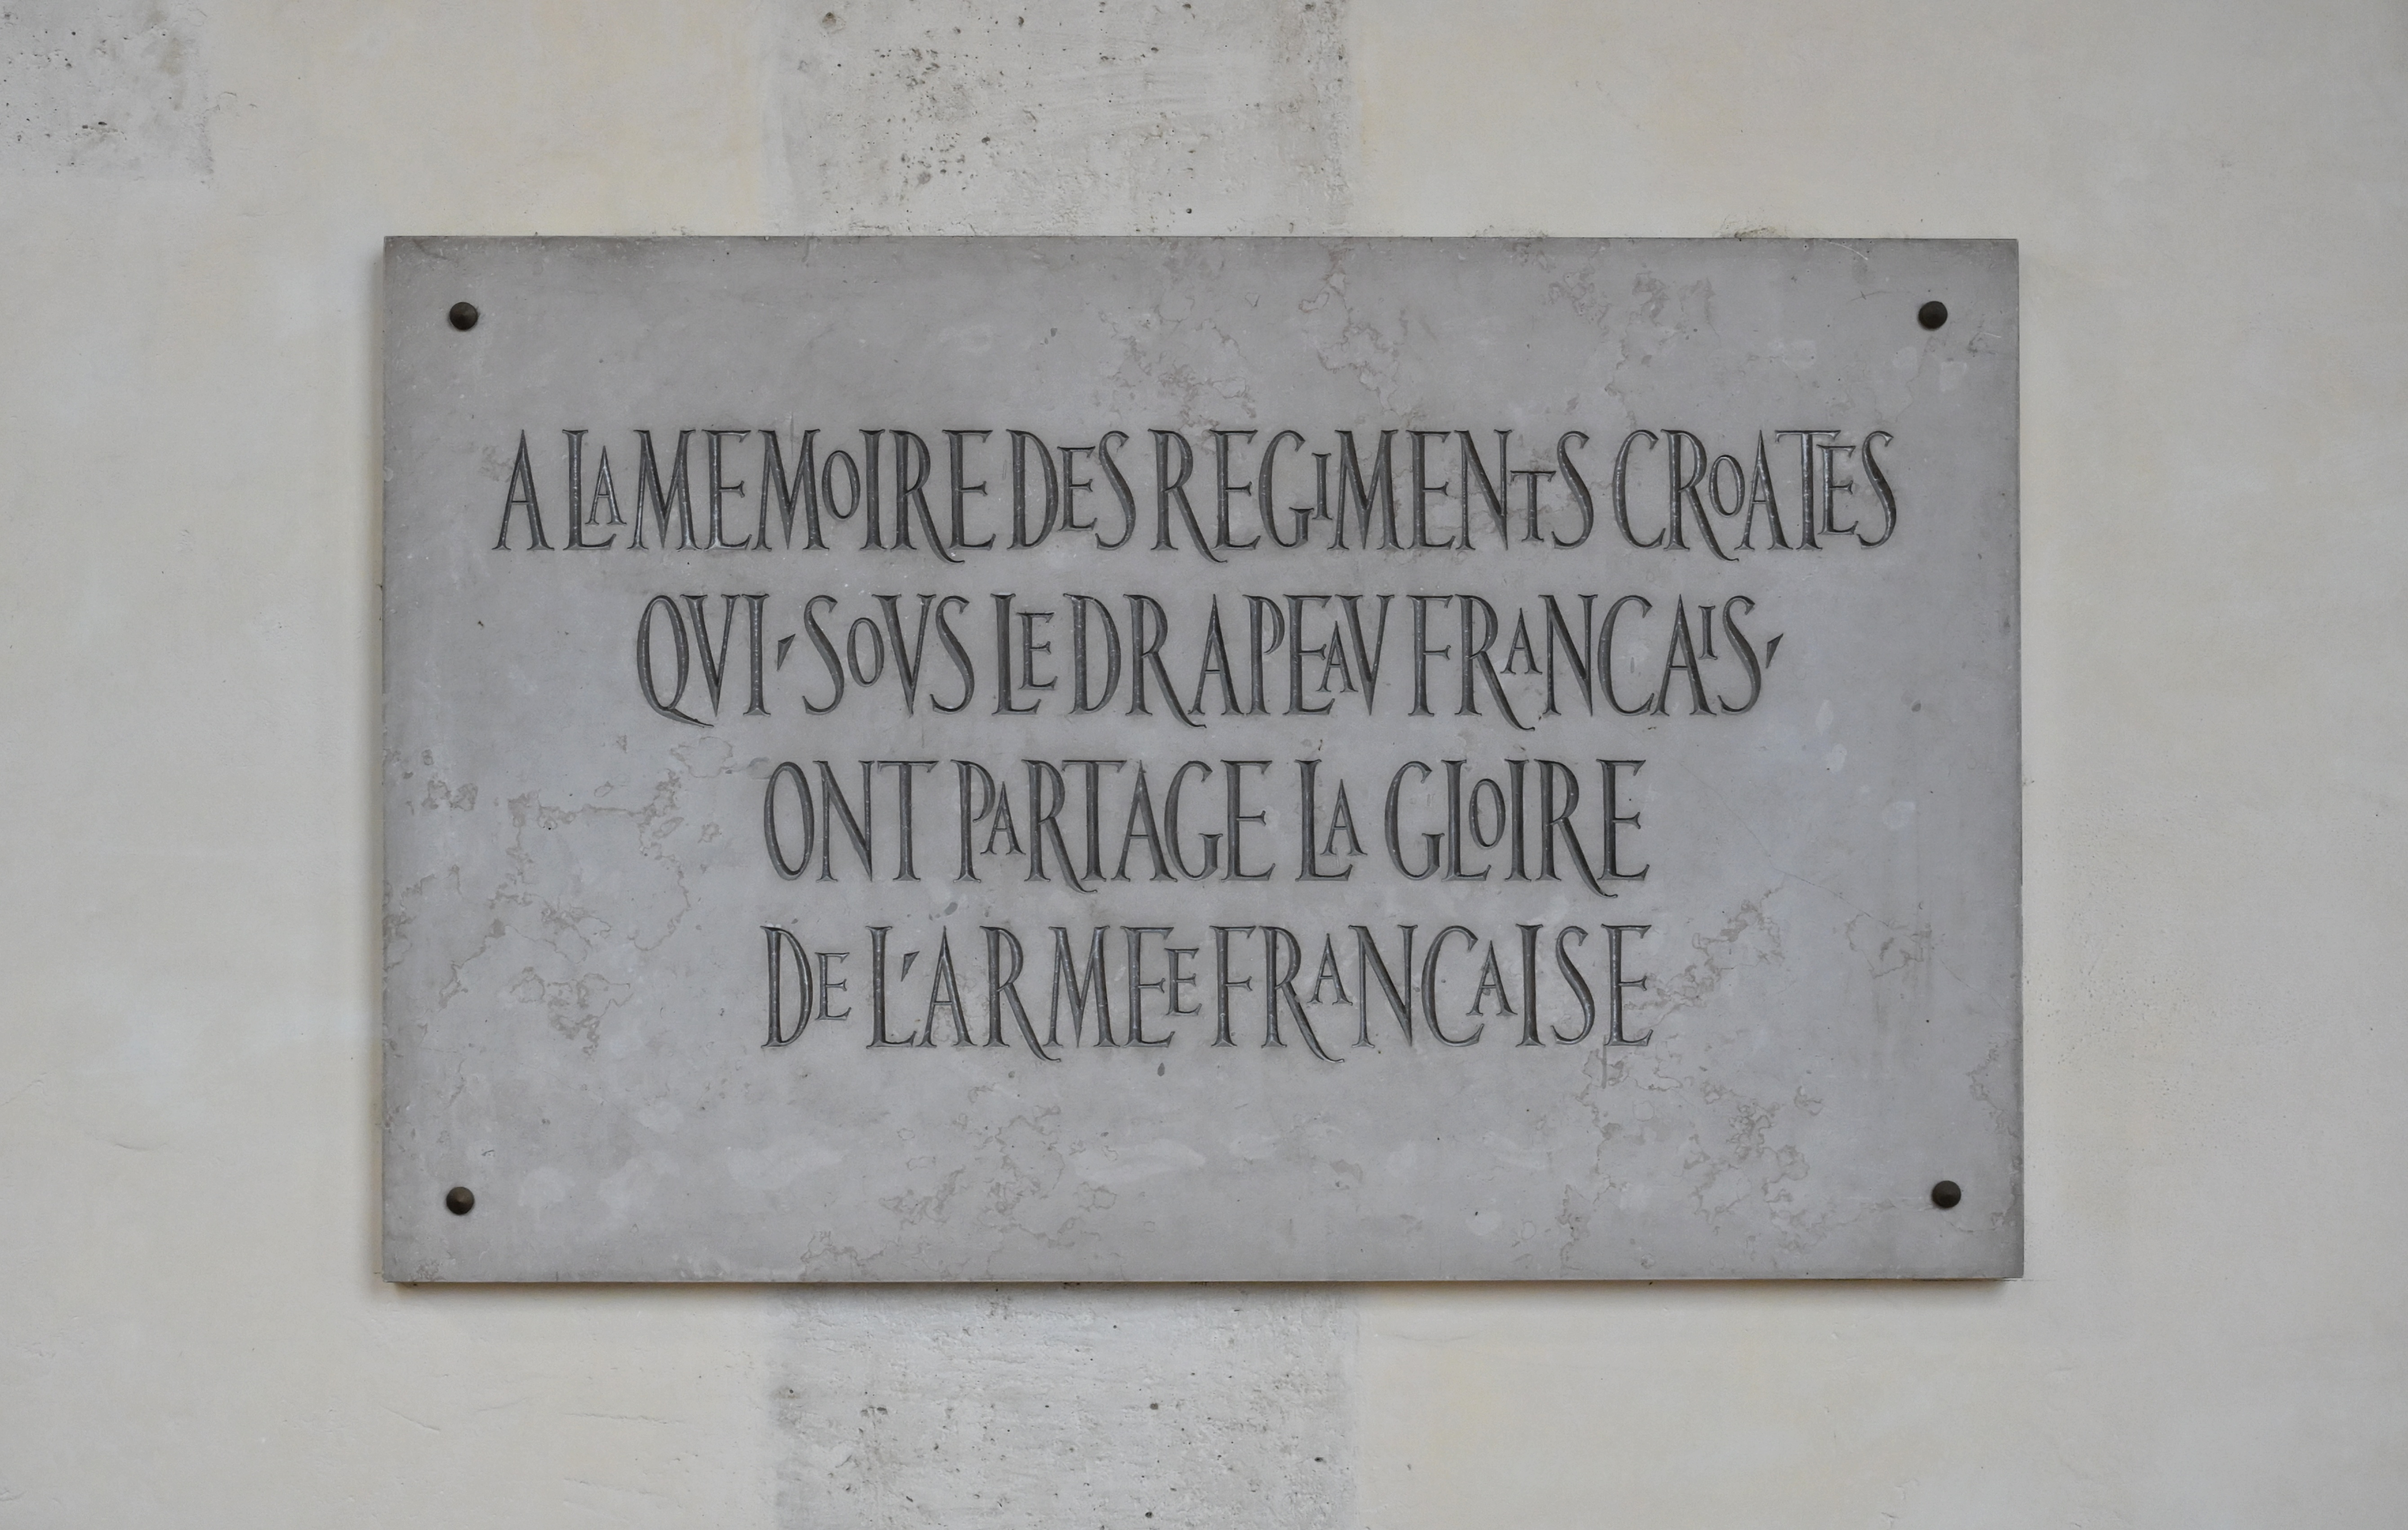 A LA MEMOIRE DES REGIMENTS CROATES
QVI ′ SOVS LE DRAPEAV FRANCAIS ′
ONT PARTAGE LA GLOIRE
DE L'ARMEE FRANCAISE